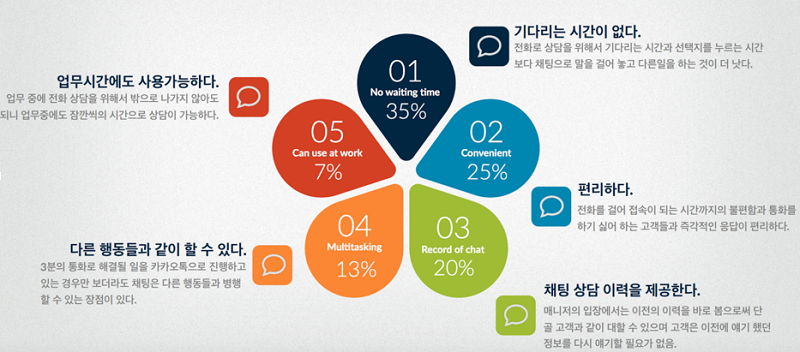 01
No waiting time
35%
기다리는 시간이 없다.
전화로 상담을 위해서 기다리는 시간과 선택지를 누르는 시간
보다 채팅으로 말을 걸어 놓고 다른일을 하는 것이 더 낫다.
02
Convenient
25%
편리하다.
전화를 걸어 접속이 되는 시간까지의 불편함과 통화를
하기 싫어 하는 고객들과 즉각적인 응답이 편리하다.
03
Record of chat
20%
채팅 상담 이력을 제공한다.
매니저의 입장에서는 이전의 이력을 바로 봄으로써 단
골 고객과 같이 대할 수 있으며 고객은 이전에 얘기 했던
정보를 다시 얘기할 필요가 없음.
04
Multitasking
13%
다른 행동들과 같이 할 수 있다.
3분의 통화로 해결될 일을 카카오톡으로 진행하고
있는 경우만 보더라도 채팅은 다른 행동들과 병행
할 수 있는 장점이 있다.
05
Can use at work
7%
업무시간에도 사용가능하다.
업무 중에 전화 상담을 위해서 밖으로 나가지 않아도
되니 업무중에도 잠깐씩의 시간으로 상담이 가능하다.